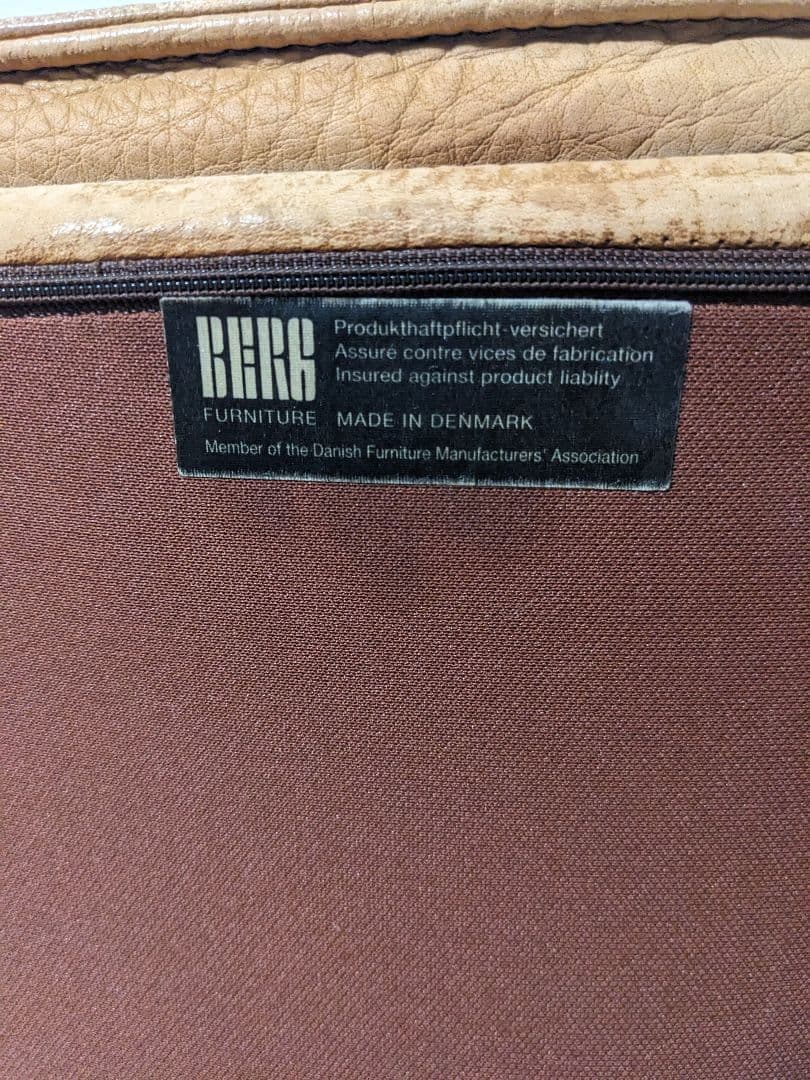 BERG
Produkthaftpflicht-versichert
Assuré contre vices de fabrication
Insured against product liablity
FURNITURE MADE IN DENMARK
Member of the Danish Furniture Manufacturers' Association